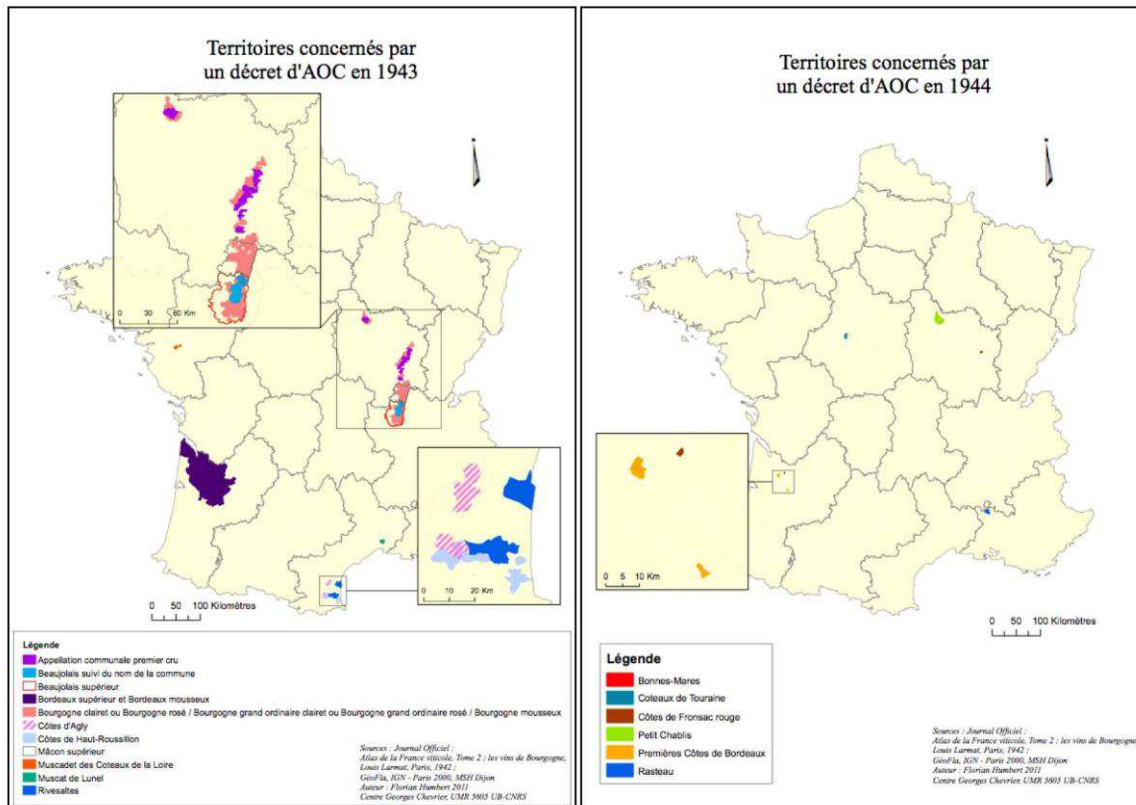 Territoires concernés par
un décret d'AOC en 1943
0 30 60 Km
0 10 20 Km
0 50 100 Kilomètres
Légende
Appellation communale premier cru
Beaujolais suivi du nom de la commune
Beaujolais supérieur
Bordeaux supérieur et Bordeaux mousseux
Bourgogne clairet ou Bourgogne rosé / Bourgogne grand ordinaire clairet ou Bourgogne grand ordinaire rosé / Bourgogne mousseux
Côtes d'Agly
Côtes de Haut-Roussillon
Mâcon supérieur
Muscadet des Coteaux de la Loire
Muscat de Lunel
Rivesaltes
Sources : Journal Officiel ;
Atlas de la France viticole, Tome 2 : les vins de Bourgogne,
Louis Larmat, Paris, 1942 ;
GéoFla, IGN - Paris 2000, MSH Dijon
Auteur : Florian Humbert 2011
Centre Georges Chevrier, UMR 5605 UB-CNRS
Territoires concernés par
un décret d'AOC en 1944
0 5 10 Km
0 50 100 Kilomètres
Légende
Bonnes-Mares
Coteaux de Touraine
Côtes de Fronsac rouge
Petit Chablis
Premières Côtes de Bordeaux
Rasteau
Sources : Journal Officiel ;
Atlas de la France viticole, Tome 2 : les vins de Bourgogne,
Louis Larmat, Paris, 1942 ;
GéoFla, IGN - Paris 2000, MSH Dijon
Auteur : Florian Humbert 2011
Centre Georges Chevrier, UMR 5605 UB-CNRS